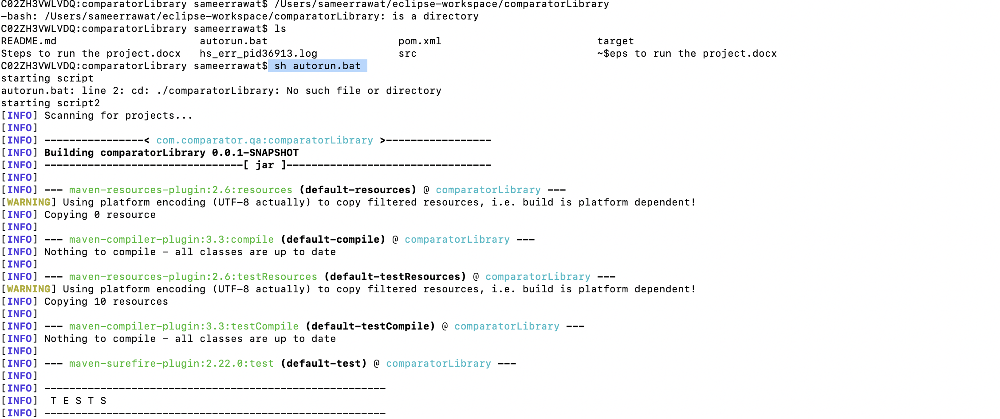 C02ZH3VWLVDQ:comparatorLibrary sameerrawat$ /Users/sameerrawat/eclipse-workspace/comparatorLibrary
-bash: /Users/sameerrawat/eclipse-workspace/comparatorLibrary: is a directory
C02ZH3VWLVDQ:comparatorLibrary sameerrawat$ ls
README.md autorun.bat pom.xml target
Steps to run the project.docx hs_err_pid36913.log src ~$eps to run the project.docx
C02ZH3VWLVDQ:comparatorLibrary sameerrawat$ sh autorun.bat
starting script
autorun.bat: line 2: cd: ./comparatorLibrary: No such file or directory
starting script2
[INFO] Scanning for projects...
[INFO]
[INFO] ----------------< com.comparator.qa:comparatorLibrary >-----------------
[INFO] Building comparatorLibrary 0.0.1-SNAPSHOT
[INFO] --------------------------------[ jar ]---------------------------------
[INFO]
[INFO] --- maven-resources-plugin:2.6:resources (default-resources) @ comparatorLibrary ---
[WARNING] Using platform encoding (UTF-8 actually) to copy filtered resources, i.e. build is platform dependent!
[INFO] Copying 0 resource
[INFO]
[INFO] --- maven-compiler-plugin:3.3:compile (default-compile) @ comparatorLibrary ---
[INFO] Nothing to compile - all classes are up to date
[INFO]
[INFO] --- maven-resources-plugin:2.6:testResources (default-testResources) @ comparatorLibrary ---
[WARNING] Using platform encoding (UTF-8 actually) to copy filtered resources, i.e. build is platform dependent!
[INFO] Copying 10 resources
[INFO]
[INFO] --- maven-compiler-plugin:3.3:testCompile (default-testCompile) @ comparatorLibrary ---
[INFO] Nothing to compile - all classes are up to date
[INFO]
[INFO] --- maven-surefire-plugin:2.22.0:test (default-test) @ comparatorLibrary ---
[INFO]
[INFO] -------------------------------------------------------
[INFO]  T E S T S
[INFO] -------------------------------------------------------